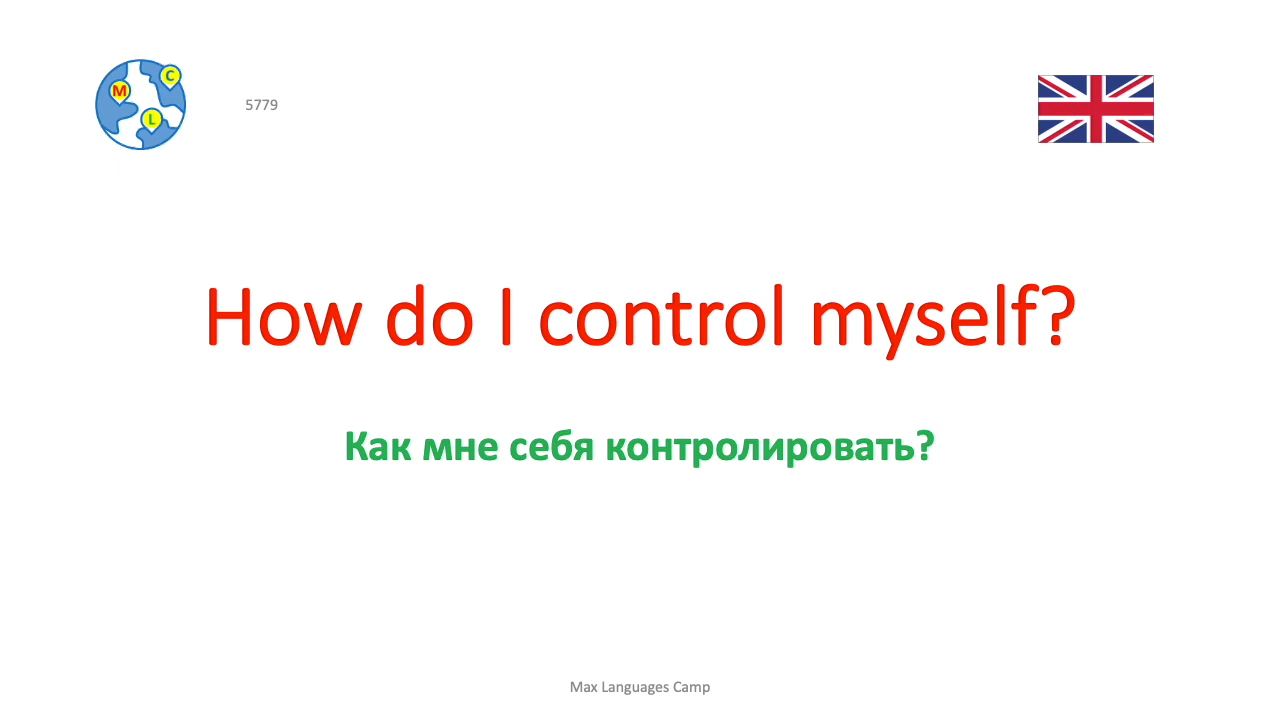 M
C
L
5779
How do I control myself?
Как мне себя контролировать?
Max Languages Camp